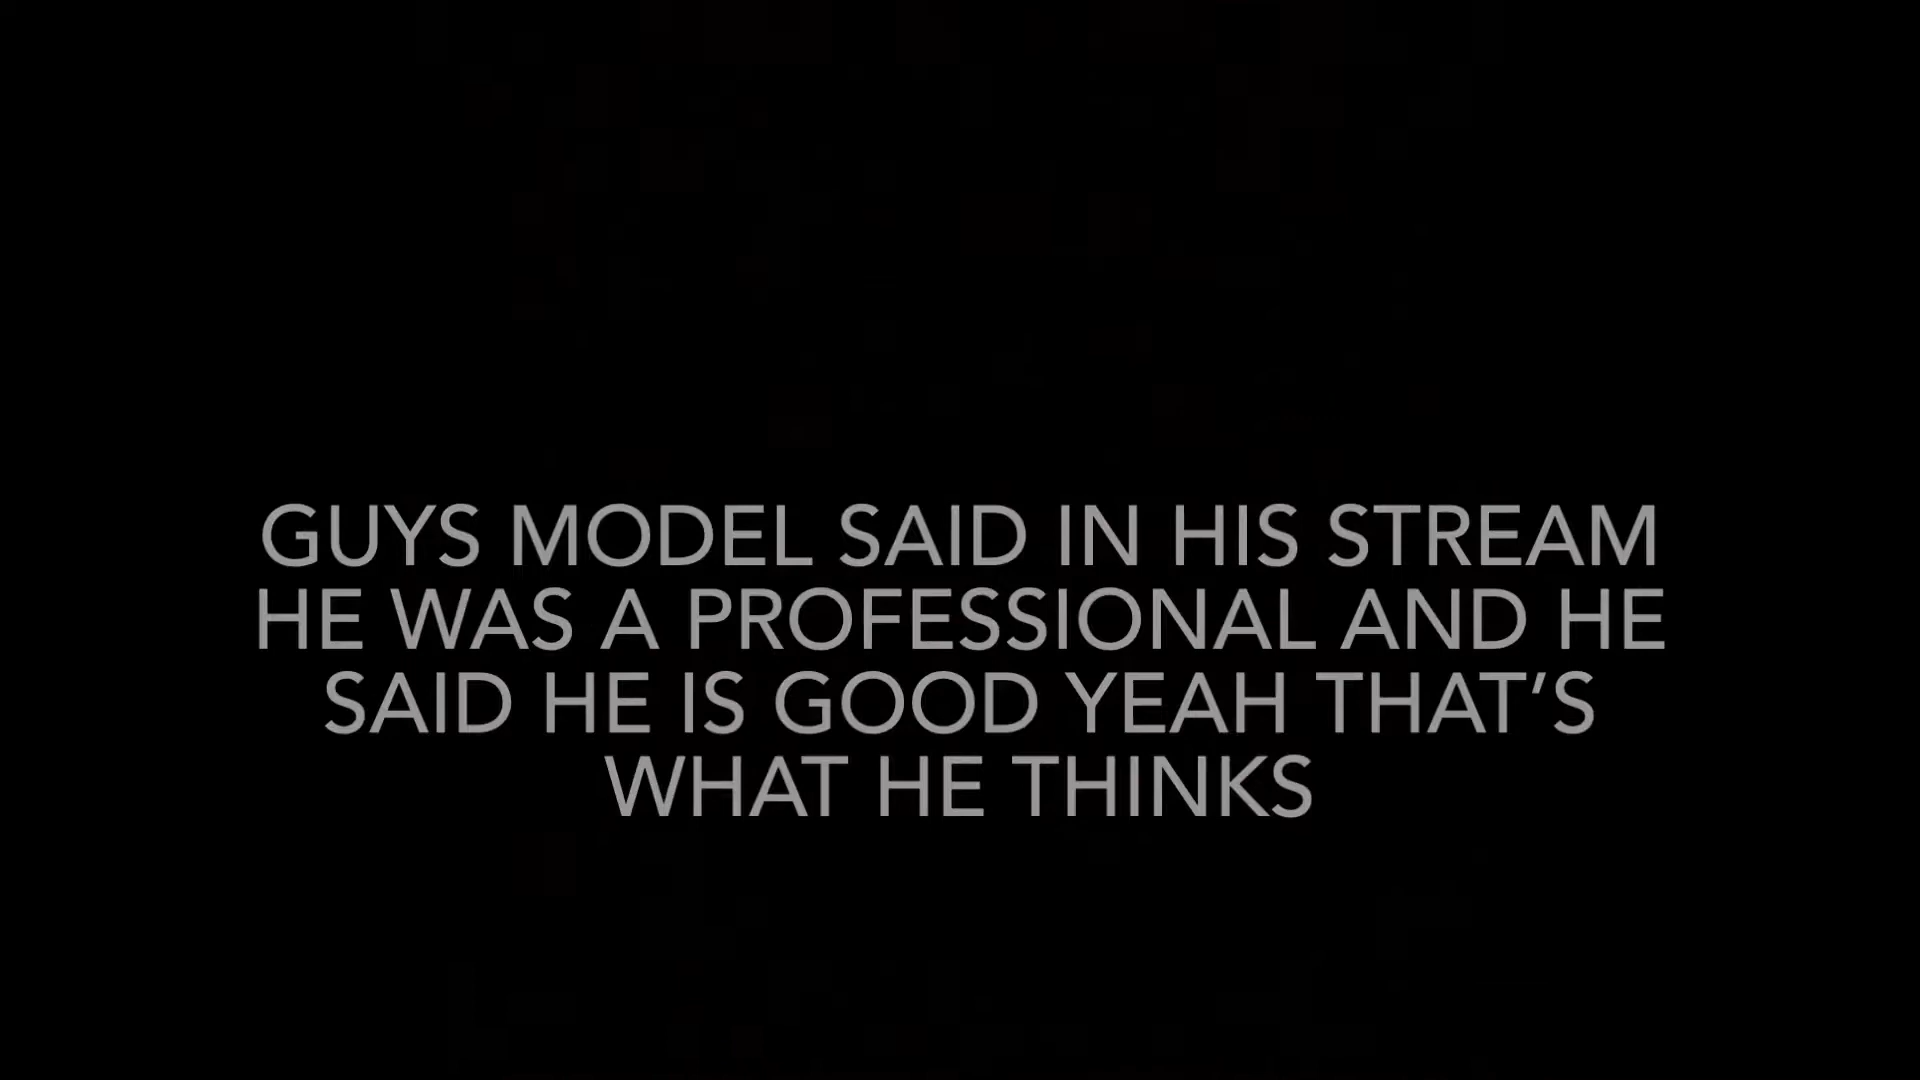 GUYS MODEL SAID IN HIS STREAM
HE WAS A PROFESSIONAL AND HE
SAID HE IS GOOD YEAH THAT’S
WHAT HE THINKS